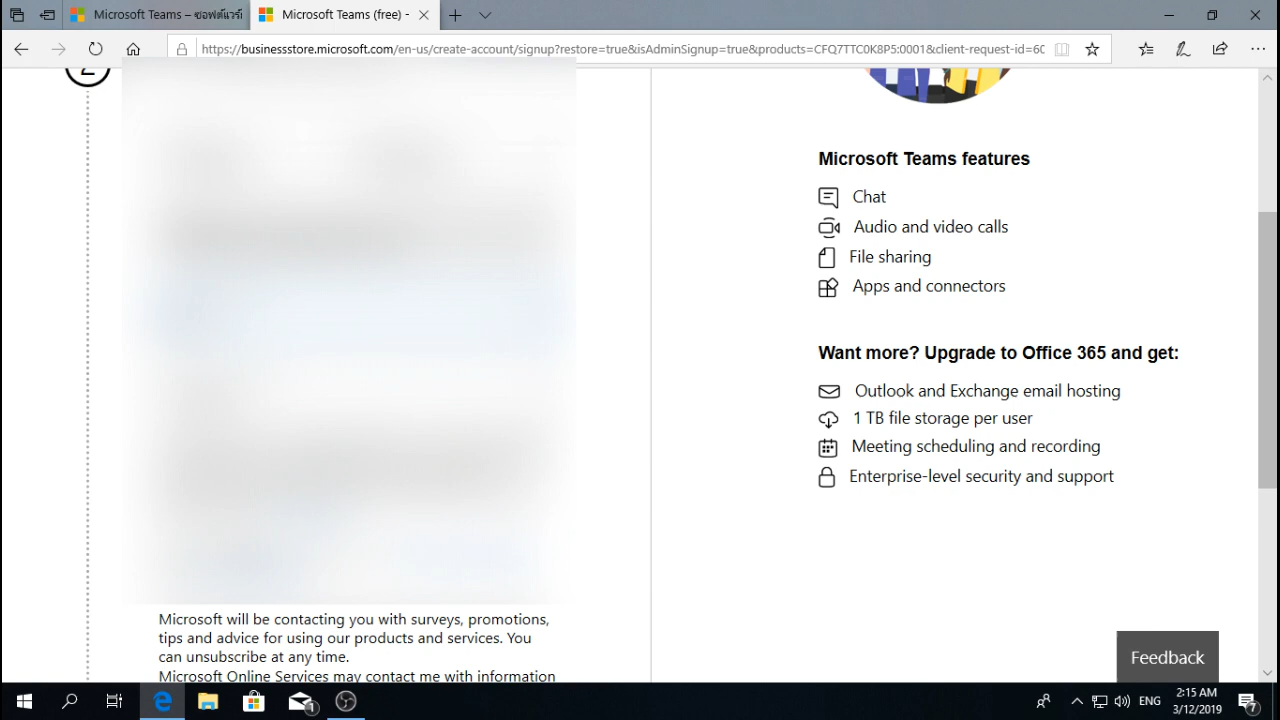 Microsoft Teams – ซอฟต์แวร์
Microsoft Teams (free) -
https://businessstore.microsoft.com/en-us/create-account/signup?restore=true&isAdminSignup=true&products=CFQ7TTC0K8P5:0001&client-request-id=60
2
Microsoft Teams features
Chat
Audio and video calls
File sharing
Apps and connectors
Want more? Upgrade to Office 365 and get:
Outlook and Exchange email hosting
1 TB file storage per user
Meeting scheduling and recording
Enterprise-level security and support
Microsoft will be contacting you with surveys, promotions,
tips and advice for using our products and services. You
can unsubscribe at any time.
Microsoft Online Services may contact me with information
Feedback
1
ENG
2:15 AM
3/12/2019
7